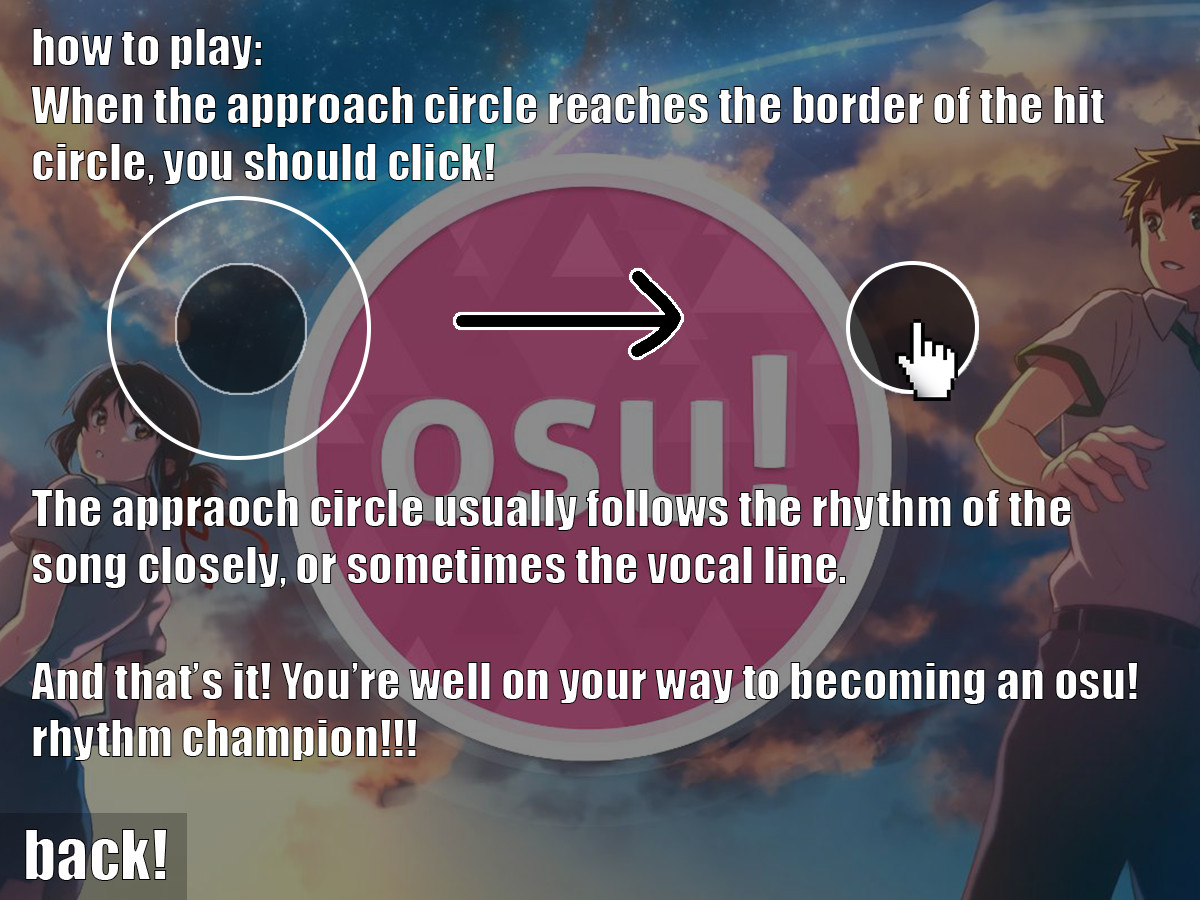 how to play:
When the approach circle reaches the border of the hit
circle, you should click!
osu!
The appraoch circle usually follows the rhythm of the
song closely, or sometimes the vocal line.
And that’s it! You’re well on your way to becoming an osu!
rhythm champion!!!
back!